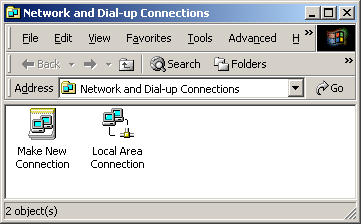 Network and Dial-up Connections
File Edit View Favorites Tools Advanced H »
Back Search Folders
Address Network and Dial-up Connections Go
Make New Connection
Local Area Connection
2 object(s)